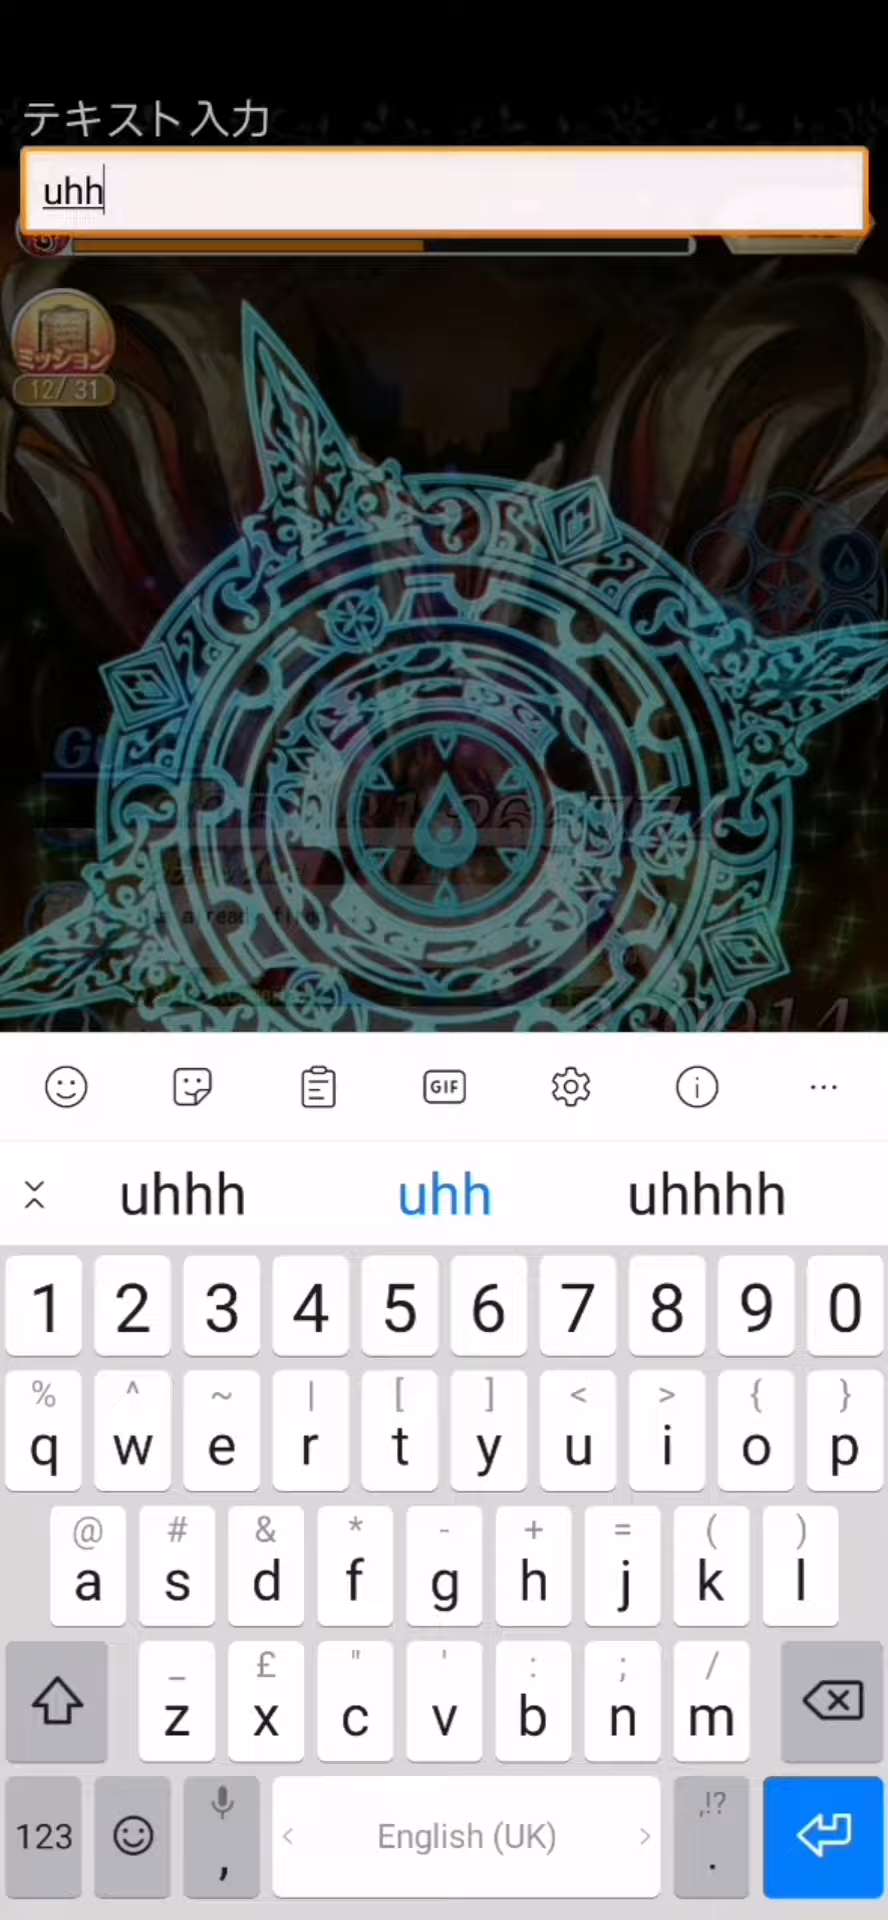 テキスト入力
uhh
ミッション
12/31
GIF
uhhh uhh uhhhh
1 2 3 4 5 6 7 8 9 0
% ^ ~ | [ ] < > { }
q w e r t y u i o p
@ # & * - + = ( )
a s d f g h j k l
_ £ " ' : ; /
z x c v b n m
,!?
123 , < English (UK) > .